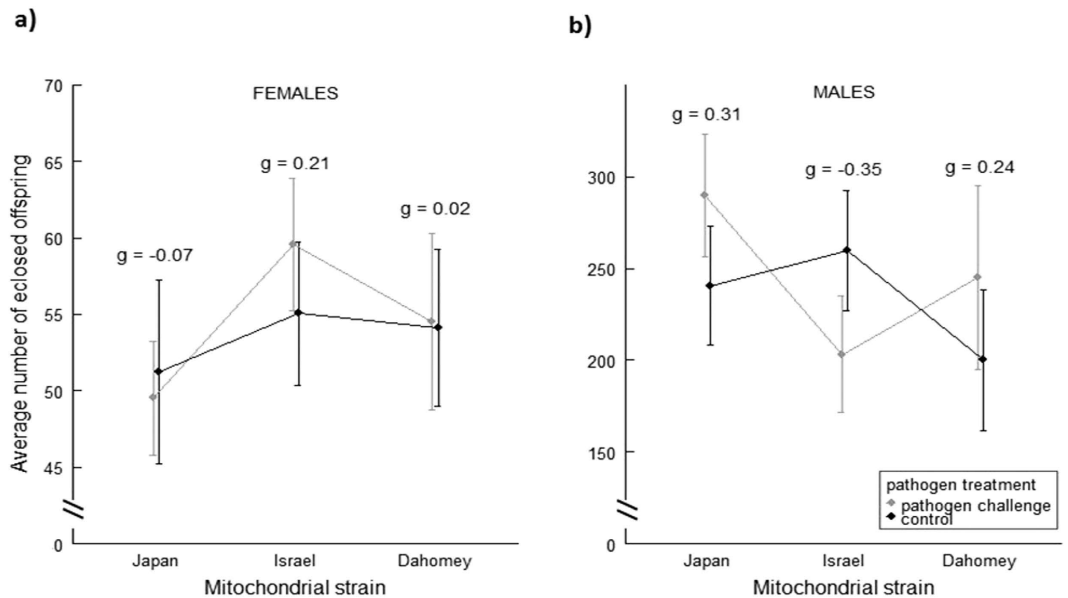 a)
FEMALES
Average number of eclosed offspring
70
65
60
55
50
45
0
g = -0.07
g = 0.21
g = 0.02
Japan
Israel
Dahomey
Mitochondrial strain
b)
MALES
300
250
200
150
0
g = 0.31
g = -0.35
g = 0.24
pathogen treatment
pathogen challenge
control
Japan
Israel
Dahomey
Mitochondrial strain